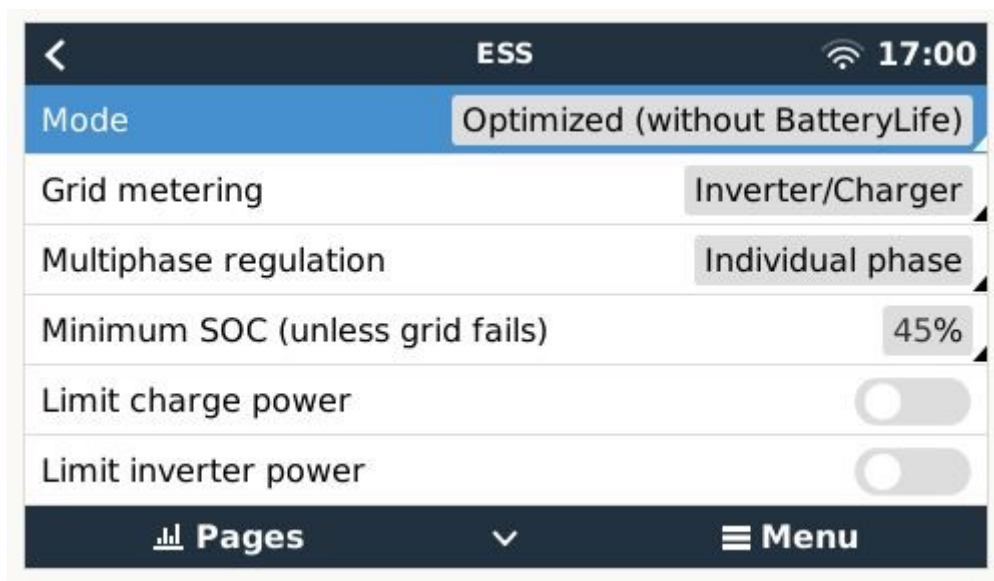 ESS 17:00
Mode Optimized (without BatteryLife)
Grid metering Inverter/Charger
Multiphase regulation Individual phase
Minimum SOC (unless grid fails) 45%
Limit charge power
Limit inverter power
Pages Menu